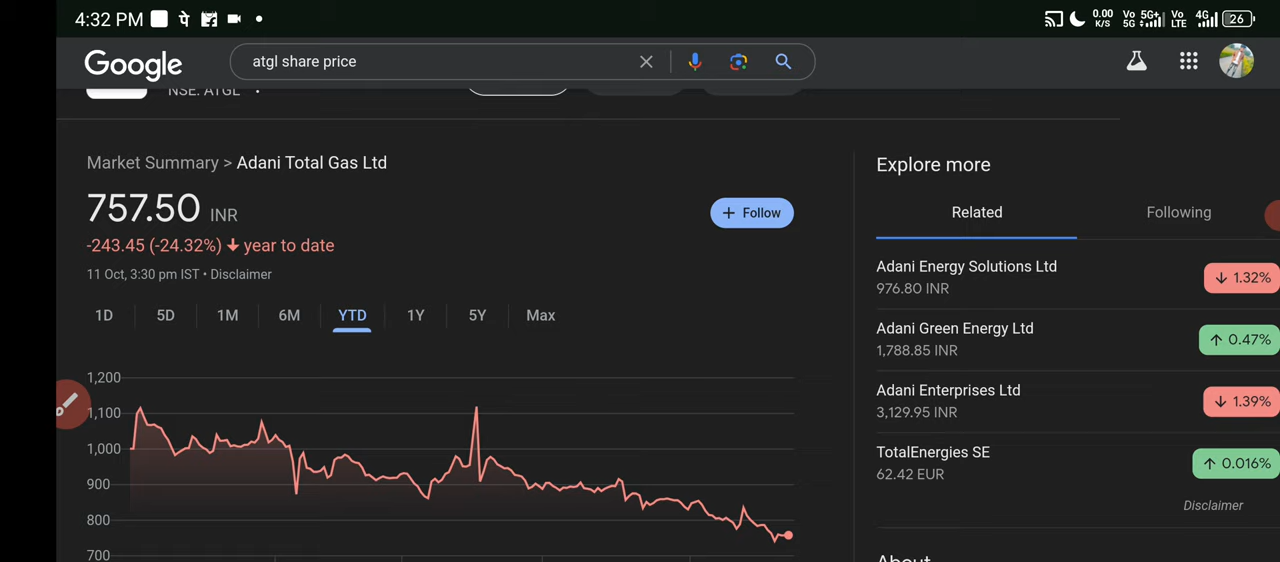 4:32 PM पे 0.00 K/S Vo 5G 5G+ Vo LTE 4G 26
Google atgl share price
NSE: ATGL
Market Summary > Adani Total Gas Ltd
757.50 INR
+ Follow
-243.45 (-24.32%) ↓ year to date
11 Oct, 3:30 pm IST • Disclaimer
1D 5D 1M 6M YTD 1Y 5Y Max
1,200
1,100
1,000
900
800
700
Explore more
Related Following
Adani Energy Solutions Ltd
976.80 INR
↓ 1.32%
Adani Green Energy Ltd
1,788.85 INR
↑ 0.47%
Adani Enterprises Ltd
3,129.95 INR
↓ 1.39%
TotalEnergies SE
62.42 EUR
↑ 0.016%
Disclaimer
About